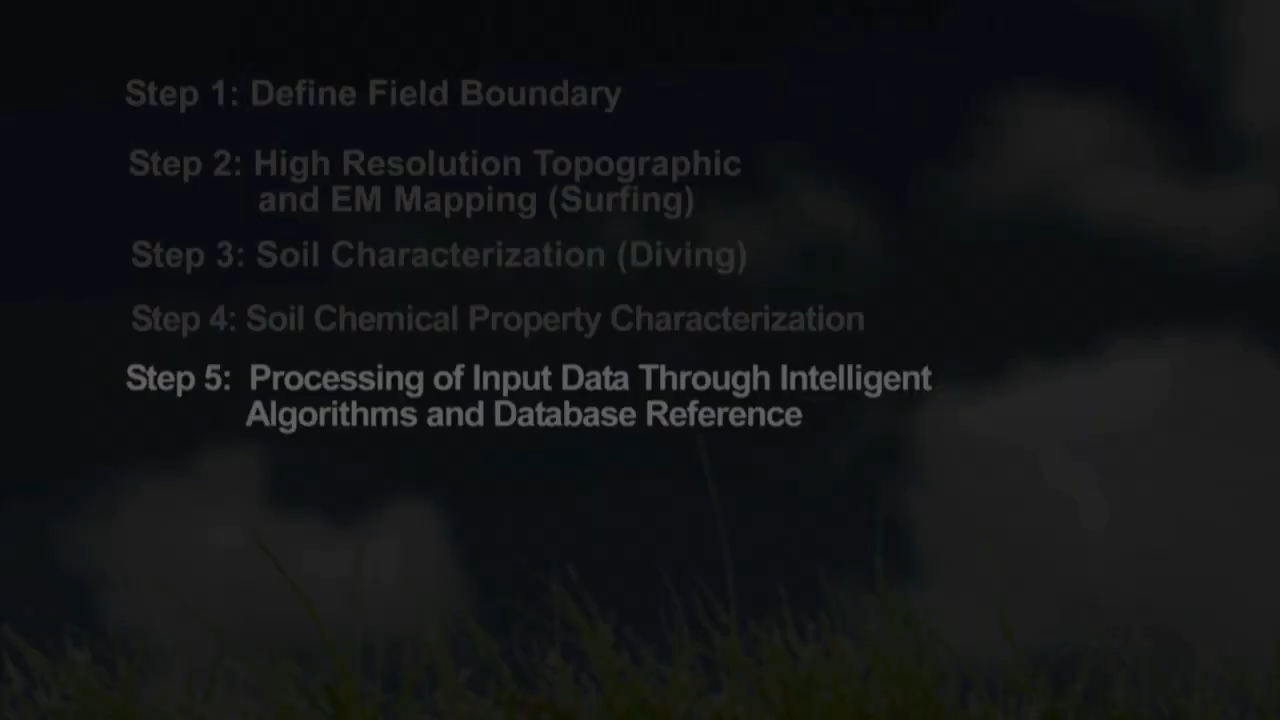 Step 1: Define Field Boundary
Step 2: High Resolution Topographic
and EM Mapping (Surfing)
Step 3: Soil Characterization (Diving)
Step 4: Soil Chemical Property Characterization
Step 5: Processing of Input Data Through Intelligent
Algorithms and Database Reference